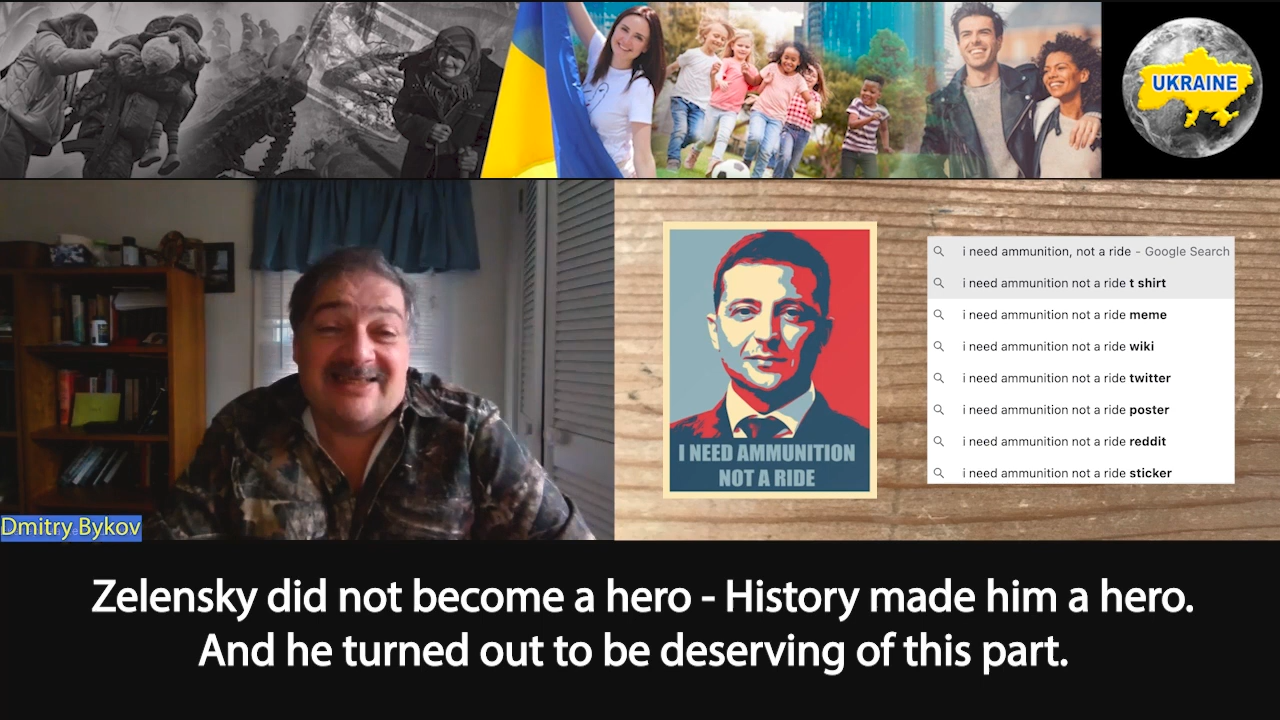 UKRAINE
I NEED AMMUNITION
NOT A RIDE
i need ammunition, not a ride - Google Search
i need ammunition not a ride t shirt
i need ammunition not a ride meme
i need ammunition not a ride wiki
i need ammunition not a ride twitter
i need ammunition not a ride poster
i need ammunition not a ride reddit
i need ammunition not a ride sticker
Dmitry Bykov
Zelensky did not become a hero - History made him a hero.
And he turned out to be deserving of this part.